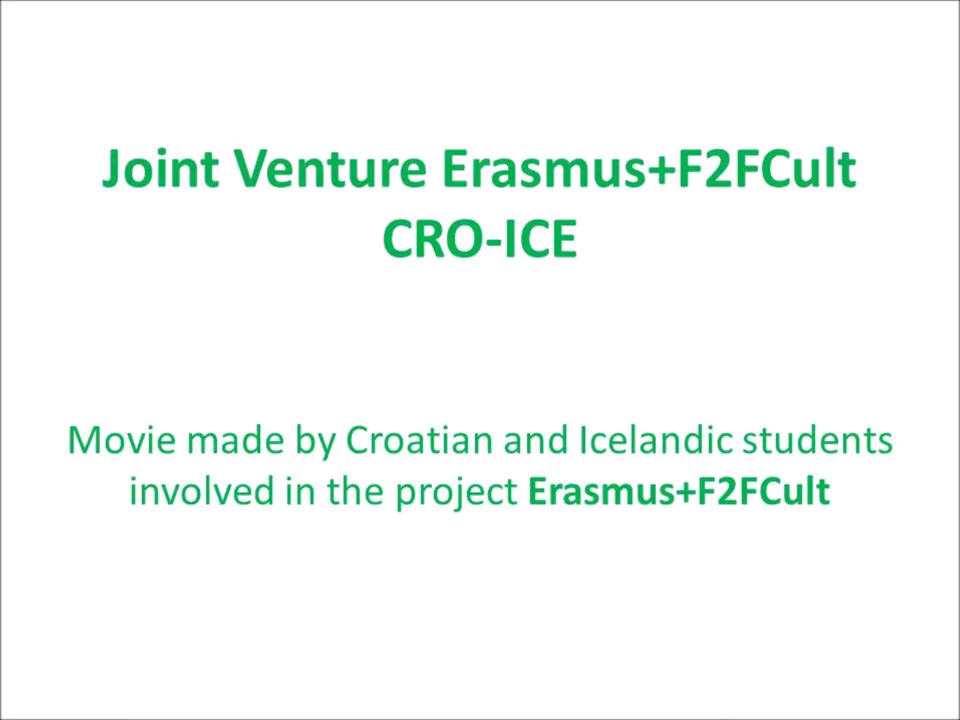 Joint Venture Erasmus+F2FCult
CRO-ICE
Movie made by Croatian and Icelandic students
involved in the project Erasmus+F2FCult